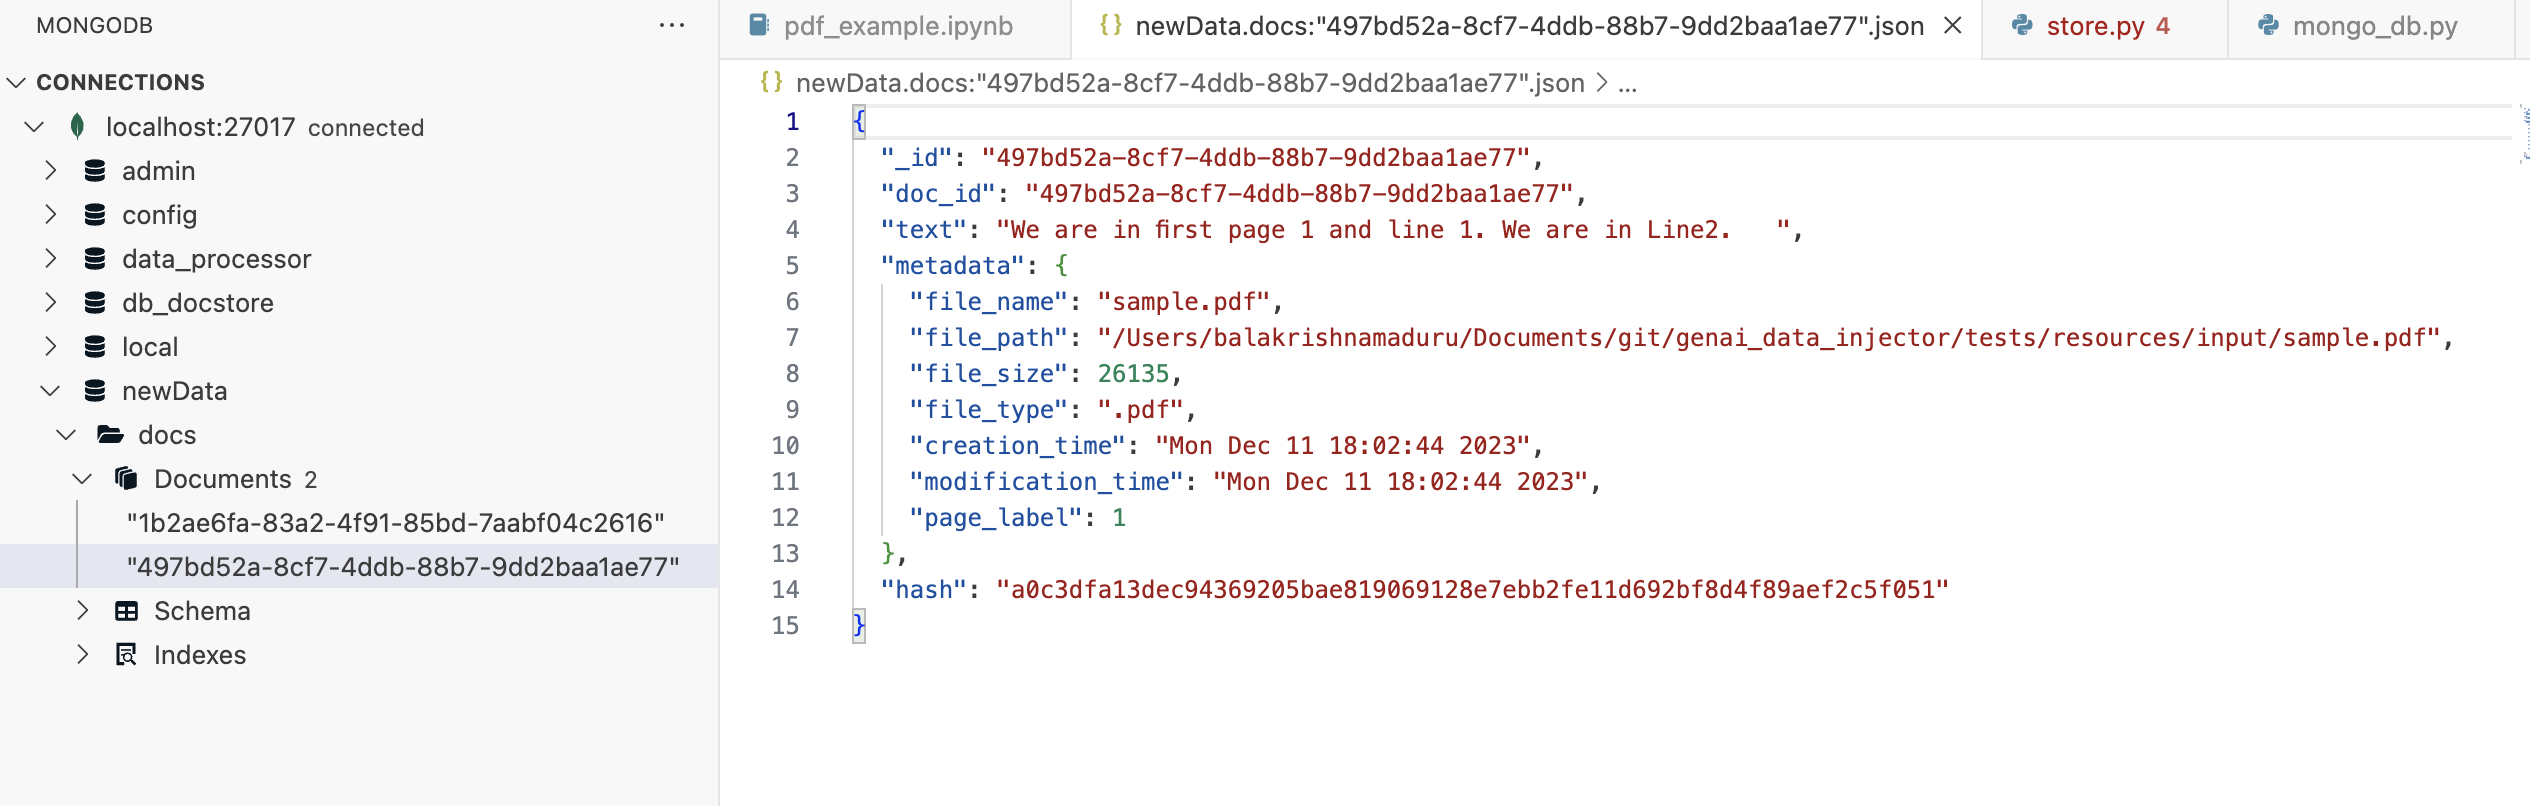 MONGODB ...
CONNECTIONS
localhost:27017 connected
admin
config
data_processor
db_docstore
local
newData
docs
Documents 2
"1b2ae6fa-83a2-4f91-85bd-7aabf04c2616"
"497bd52a-8cf7-4ddb-88b7-9dd2baa1ae77"
Schema
Indexes
pdf_example.ipynb {} newData.docs:"497bd52a-8cf7-4ddb-88b7-9dd2baa1ae77".json × store.py 4 mongo_db.py
{} newData.docs:"497bd52a-8cf7-4ddb-88b7-9dd2baa1ae77".json > ...
1 {
2 "_id": "497bd52a-8cf7-4ddb-88b7-9dd2baa1ae77",
3 "doc_id": "497bd52a-8cf7-4ddb-88b7-9dd2baa1ae77",
4 "text": "We are in first page 1 and line 1. We are in Line2.   ",
5 "metadata": {
6 "file_name": "sample.pdf",
7 "file_path": "/Users/balakrishnamaduru/Documents/git/genai_data_injector/tests/resources/input/sample.pdf",
8 "file_size": 26135,
9 "file_type": ".pdf",
10 "creation_time": "Mon Dec 11 18:02:44 2023",
11 "modification_time": "Mon Dec 11 18:02:44 2023",
12 "page_label": 1
13 },
14 "hash": "a0c3dfa13dec94369205bae819069128e7ebb2fe11d692bf8d4f89aef2c5f051"
15 }